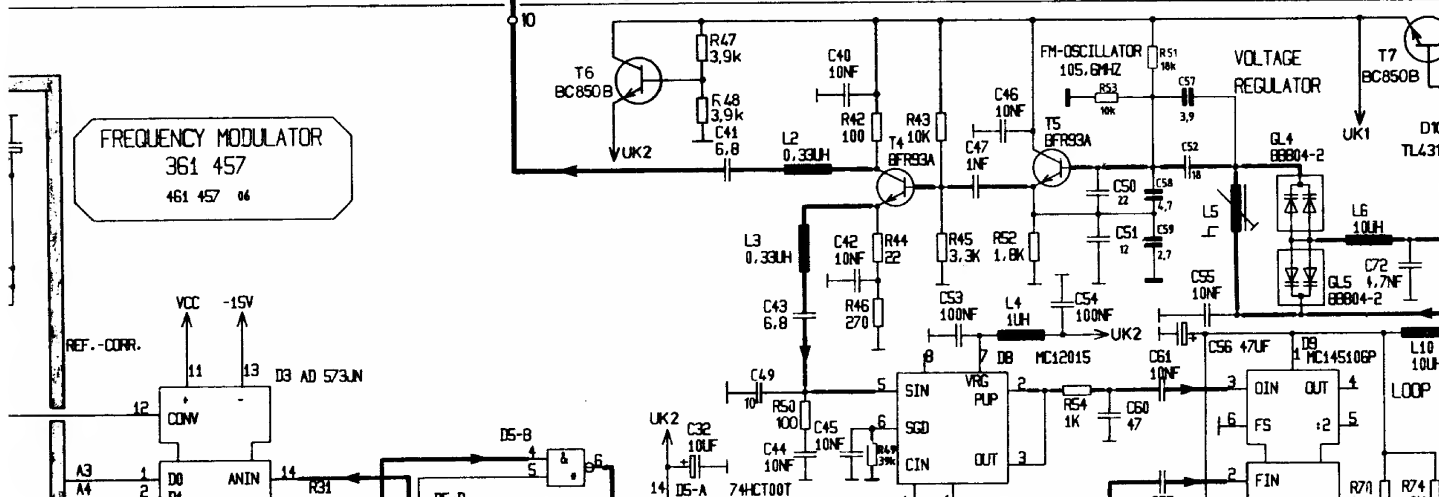 10
R47
3,9k
T6
BC850B
R48
3,9k
UK2
C40
10NF
C41
6,8
L2
0,33UH
R42
100
R43
10K
T4
BFR93A
C46
10NF
C47
1NF
T5
BFR93A
FM-OSCILLATOR
105,6MHZ
R51
18k
R53
10k
C57
3,9
VOLTAGE
REGULATOR
T7
BC850B
UK1
D10
TL431
GL4
BBB04-2
C52
18
C50
22
C58
4,7
C51
12
C59
2,7
L5
L6
10UH
GL5
BBB04-2
C72
4,7NF
C55
10NF
FREQUENCY MODULATOR
361 457
461 457 06
L3
0,33UH
C42
10NF
R44
22
R45
3,3K
R52
1,8K
C43
6,8
R46
270
C53
100NF
L4
1UH
C54
100NF
UK2
VCC
-15V
REF.-CORR.
11
13
D3 AD 573JN
12
CONV
+
-
8
7
D8
MC12015
C61
10NF
C56 47UF
+
D9
1
MC145106P
L10
10UH
LOOP
C49
10
5
SIN
VRG
PUP
2
R54
1K
C60
47
3
OIN
OUT
4
6
FS
:2
5
R50
100
C44
10NF
C45
10NF
6
SGD
R49
39k
CIN
OUT
3
UK2
C32
10UF
+
14
D5-A
74HCT00T
D5-B
4
5
&
6
A3
A4
1
2
D0
D1
ANIN
14
R31
2
FIN
R70
R74